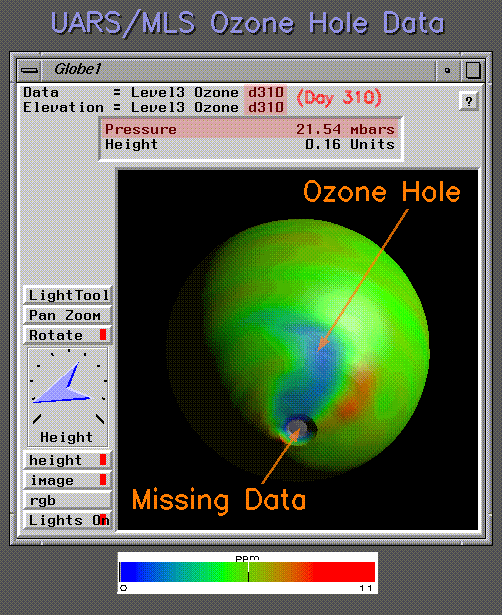 UARS/MLS Ozone Hole Data
Globe1
Data = Level3 Ozone d310 (Day 310)
Elevation = Level3 Ozone d310
?
Pressure 21.54 mbars
Height 0.16 Units
Ozone Hole
LightTool
Pan Zoom
Rotate
Height
height
image
rgb
Lights On
Missing Data
ppm
0 11